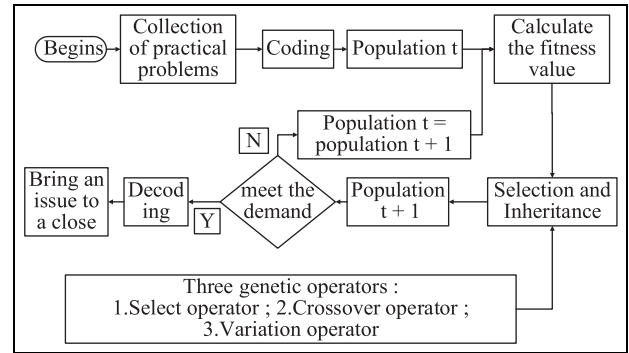 Begins
Collection
of practical
problems
Coding
Population t
Calculate
the fitness
value
N
Population t =
population t + 1
Bring an
issue to
a close
Decod
ing
Y
meet the
demand
Population
t + 1
Selection and
Inheritance
Three genetic operators :
1.Select operator ; 2.Crossover operator ;
3.Variation operator